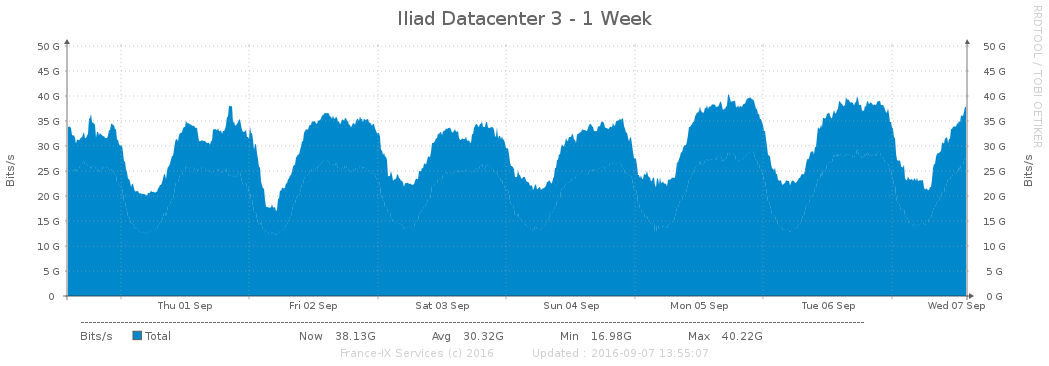 Iliad Datacenter 3 - 1 Week
RRDTOOL / TOBI OETIKER
Bits/s
50 G 50 G
45 G 45 G
40 G 40 G
35 G 35 G
30 G 30 G
25 G 25 G
20 G 20 G
15 G 15 G
10 G 10 G
5 G 5 G
0 0 G
Bits/s
Thu 01 Sep Fri 02 Sep Sat 03 Sep Sun 04 Sep Mon 05 Sep Tue 06 Sep Wed 07 Sep
Bits/s Total Now 38.13G Avg 30.32G Min 16.98G Max 40.22G
France-IX Services (c) 2016 Updated : 2016-09-07 13:55:07